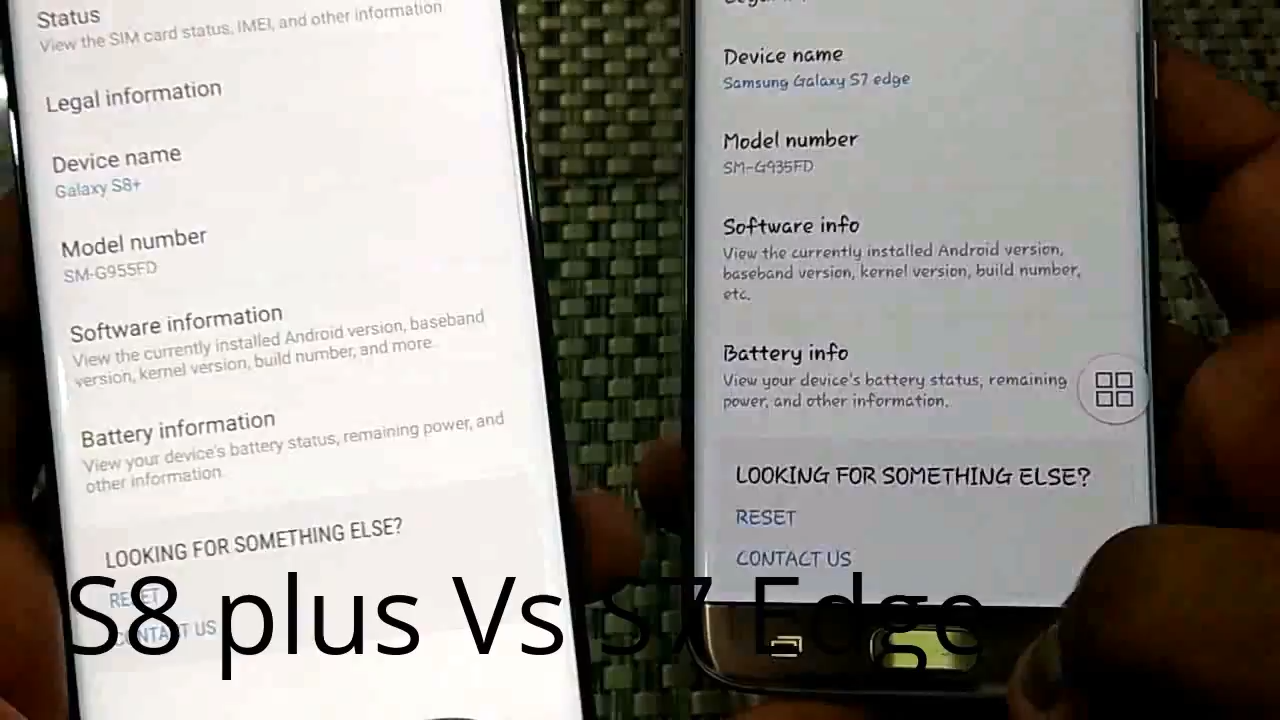 Status
View the SIM card status, IMEI, and other information
Legal information
Device name
Galaxy S8+
Model number
SM-G955FD
Software information
View the currently installed Android version, baseband
version, kernel version, build number, and more.
Battery information
View your device's battery status, remaining power, and
other information.
LOOKING FOR SOMETHING ELSE?
RESET
CONTACT US
Device name
Samsung Galaxy S7 edge
Model number
SM-G935FD
Software info
View the currently installed Android version,
baseband version, kernel version, build number,
etc.
Battery info
View your device's battery status, remaining
power, and other information.
LOOKING FOR SOMETHING ELSE?
RESET
CONTACT US
S8 plus Vs S7 Edge